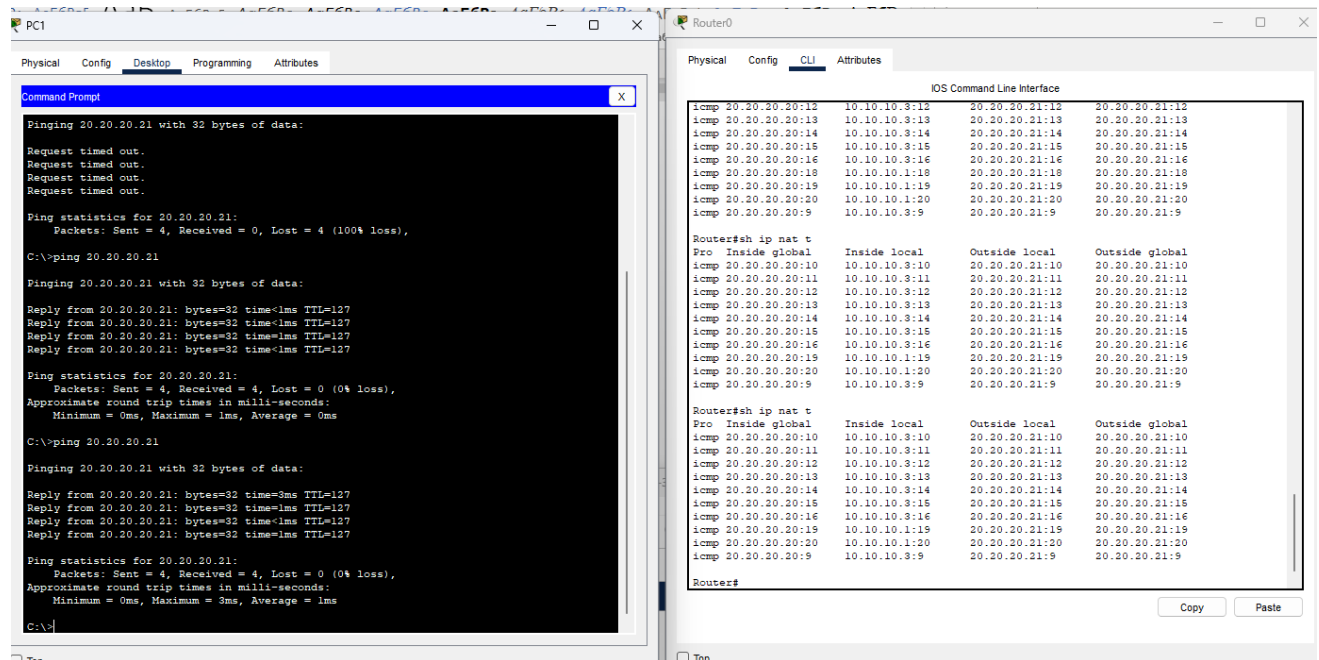 PC1
Physical Config Desktop Programming Attributes
Command Prompt
X
Pinging 20.20.20.21 with 32 bytes of data:
Request timed out.
Request timed out.
Request timed out.
Request timed out.
Ping statistics for 20.20.20.21:
Packets: Sent = 4, Received = 0, Lost = 4 (100% loss),
C:\>ping 20.20.20.21
Pinging 20.20.20.21 with 32 bytes of data:
Reply from 20.20.20.21: bytes=32 time<1ms TTL=127
Reply from 20.20.20.21: bytes=32 time<1ms TTL=127
Reply from 20.20.20.21: bytes=32 time=1ms TTL=127
Reply from 20.20.20.21: bytes=32 time<1ms TTL=127
Ping statistics for 20.20.20.21:
Packets: Sent = 4, Received = 4, Lost = 0 (0% loss),
Approximate round trip times in milli-seconds:
Minimum = 0ms, Maximum = 1ms, Average = 0ms
C:\>ping 20.20.20.21
Pinging 20.20.20.21 with 32 bytes of data:
Reply from 20.20.20.21: bytes=32 time=3ms TTL=127
Reply from 20.20.20.21: bytes=32 time=1ms TTL=127
Reply from 20.20.20.21: bytes=32 time<1ms TTL=127
Reply from 20.20.20.21: bytes=32 time=1ms TTL=127
Ping statistics for 20.20.20.21:
Packets: Sent = 4, Received = 4, Lost = 0 (0% loss),
Approximate round trip times in milli-seconds:
Minimum = 0ms, Maximum = 3ms, Average = 1ms
C:\>
Router0
Physical Config CLI Attributes
IOS Command Line Interface
icmp 20.20.20.20:12 10.10.10.3:12 20.20.20.21:12 20.20.20.21:12
icmp 20.20.20.20:13 10.10.10.3:13 20.20.20.21:13 20.20.20.21:13
icmp 20.20.20.20:14 10.10.10.3:14 20.20.20.21:14 20.20.20.21:14
icmp 20.20.20.20:15 10.10.10.3:15 20.20.20.21:15 20.20.20.21:15
icmp 20.20.20.20:16 10.10.10.3:16 20.20.20.21:16 20.20.20.21:16
icmp 20.20.20.20:18 10.10.10.1:18 20.20.20.21:18 20.20.20.21:18
icmp 20.20.20.20:19 10.10.10.1:19 20.20.20.21:19 20.20.20.21:19
icmp 20.20.20.20:20 10.10.10.1:20 20.20.20.21:20 20.20.20.21:20
icmp 20.20.20.20:9 10.10.10.3:9 20.20.20.21:9 20.20.20.21:9
Router#sh ip nat t
Pro Inside global Inside local Outside local Outside global
icmp 20.20.20.20:10 10.10.10.3:10 20.20.20.21:10 20.20.20.21:10
icmp 20.20.20.20:11 10.10.10.3:11 20.20.20.21:11 20.20.20.21:11
icmp 20.20.20.20:12 10.10.10.3:12 20.20.20.21:12 20.20.20.21:12
icmp 20.20.20.20:13 10.10.10.3:13 20.20.20.21:13 20.20.20.21:13
icmp 20.20.20.20:14 10.10.10.3:14 20.20.20.21:14 20.20.20.21:14
icmp 20.20.20.20:15 10.10.10.3:15 20.20.20.21:15 20.20.20.21:15
icmp 20.20.20.20:16 10.10.10.3:16 20.20.20.21:16 20.20.20.21:16
icmp 20.20.20.20:19 10.10.10.1:19 20.20.20.21:19 20.20.20.21:19
icmp 20.20.20.20:20 10.10.10.1:20 20.20.20.21:20 20.20.20.21:20
icmp 20.20.20.20:9 10.10.10.3:9 20.20.20.21:9 20.20.20.21:9
Router#sh ip nat t
Pro Inside global Inside local Outside local Outside global
icmp 20.20.20.20:10 10.10.10.3:10 20.20.20.21:10 20.20.20.21:10
icmp 20.20.20.20:11 10.10.10.3:11 20.20.20.21:11 20.20.20.21:11
icmp 20.20.20.20:12 10.10.10.3:12 20.20.20.21:12 20.20.20.21:12
icmp 20.20.20.20:13 10.10.10.3:13 20.20.20.21:13 20.20.20.21:13
icmp 20.20.20.20:14 10.10.10.3:14 20.20.20.21:14 20.20.20.21:14
icmp 20.20.20.20:15 10.10.10.3:15 20.20.20.21:15 20.20.20.21:15
icmp 20.20.20.20:16 10.10.10.3:16 20.20.20.21:16 20.20.20.21:16
icmp 20.20.20.20:19 10.10.10.1:19 20.20.20.21:19 20.20.20.21:19
icmp 20.20.20.20:20 10.10.10.1:20 20.20.20.21:20 20.20.20.21:20
icmp 20.20.20.20:9 10.10.10.3:9 20.20.20.21:9 20.20.20.21:9
Router#
Copy Paste